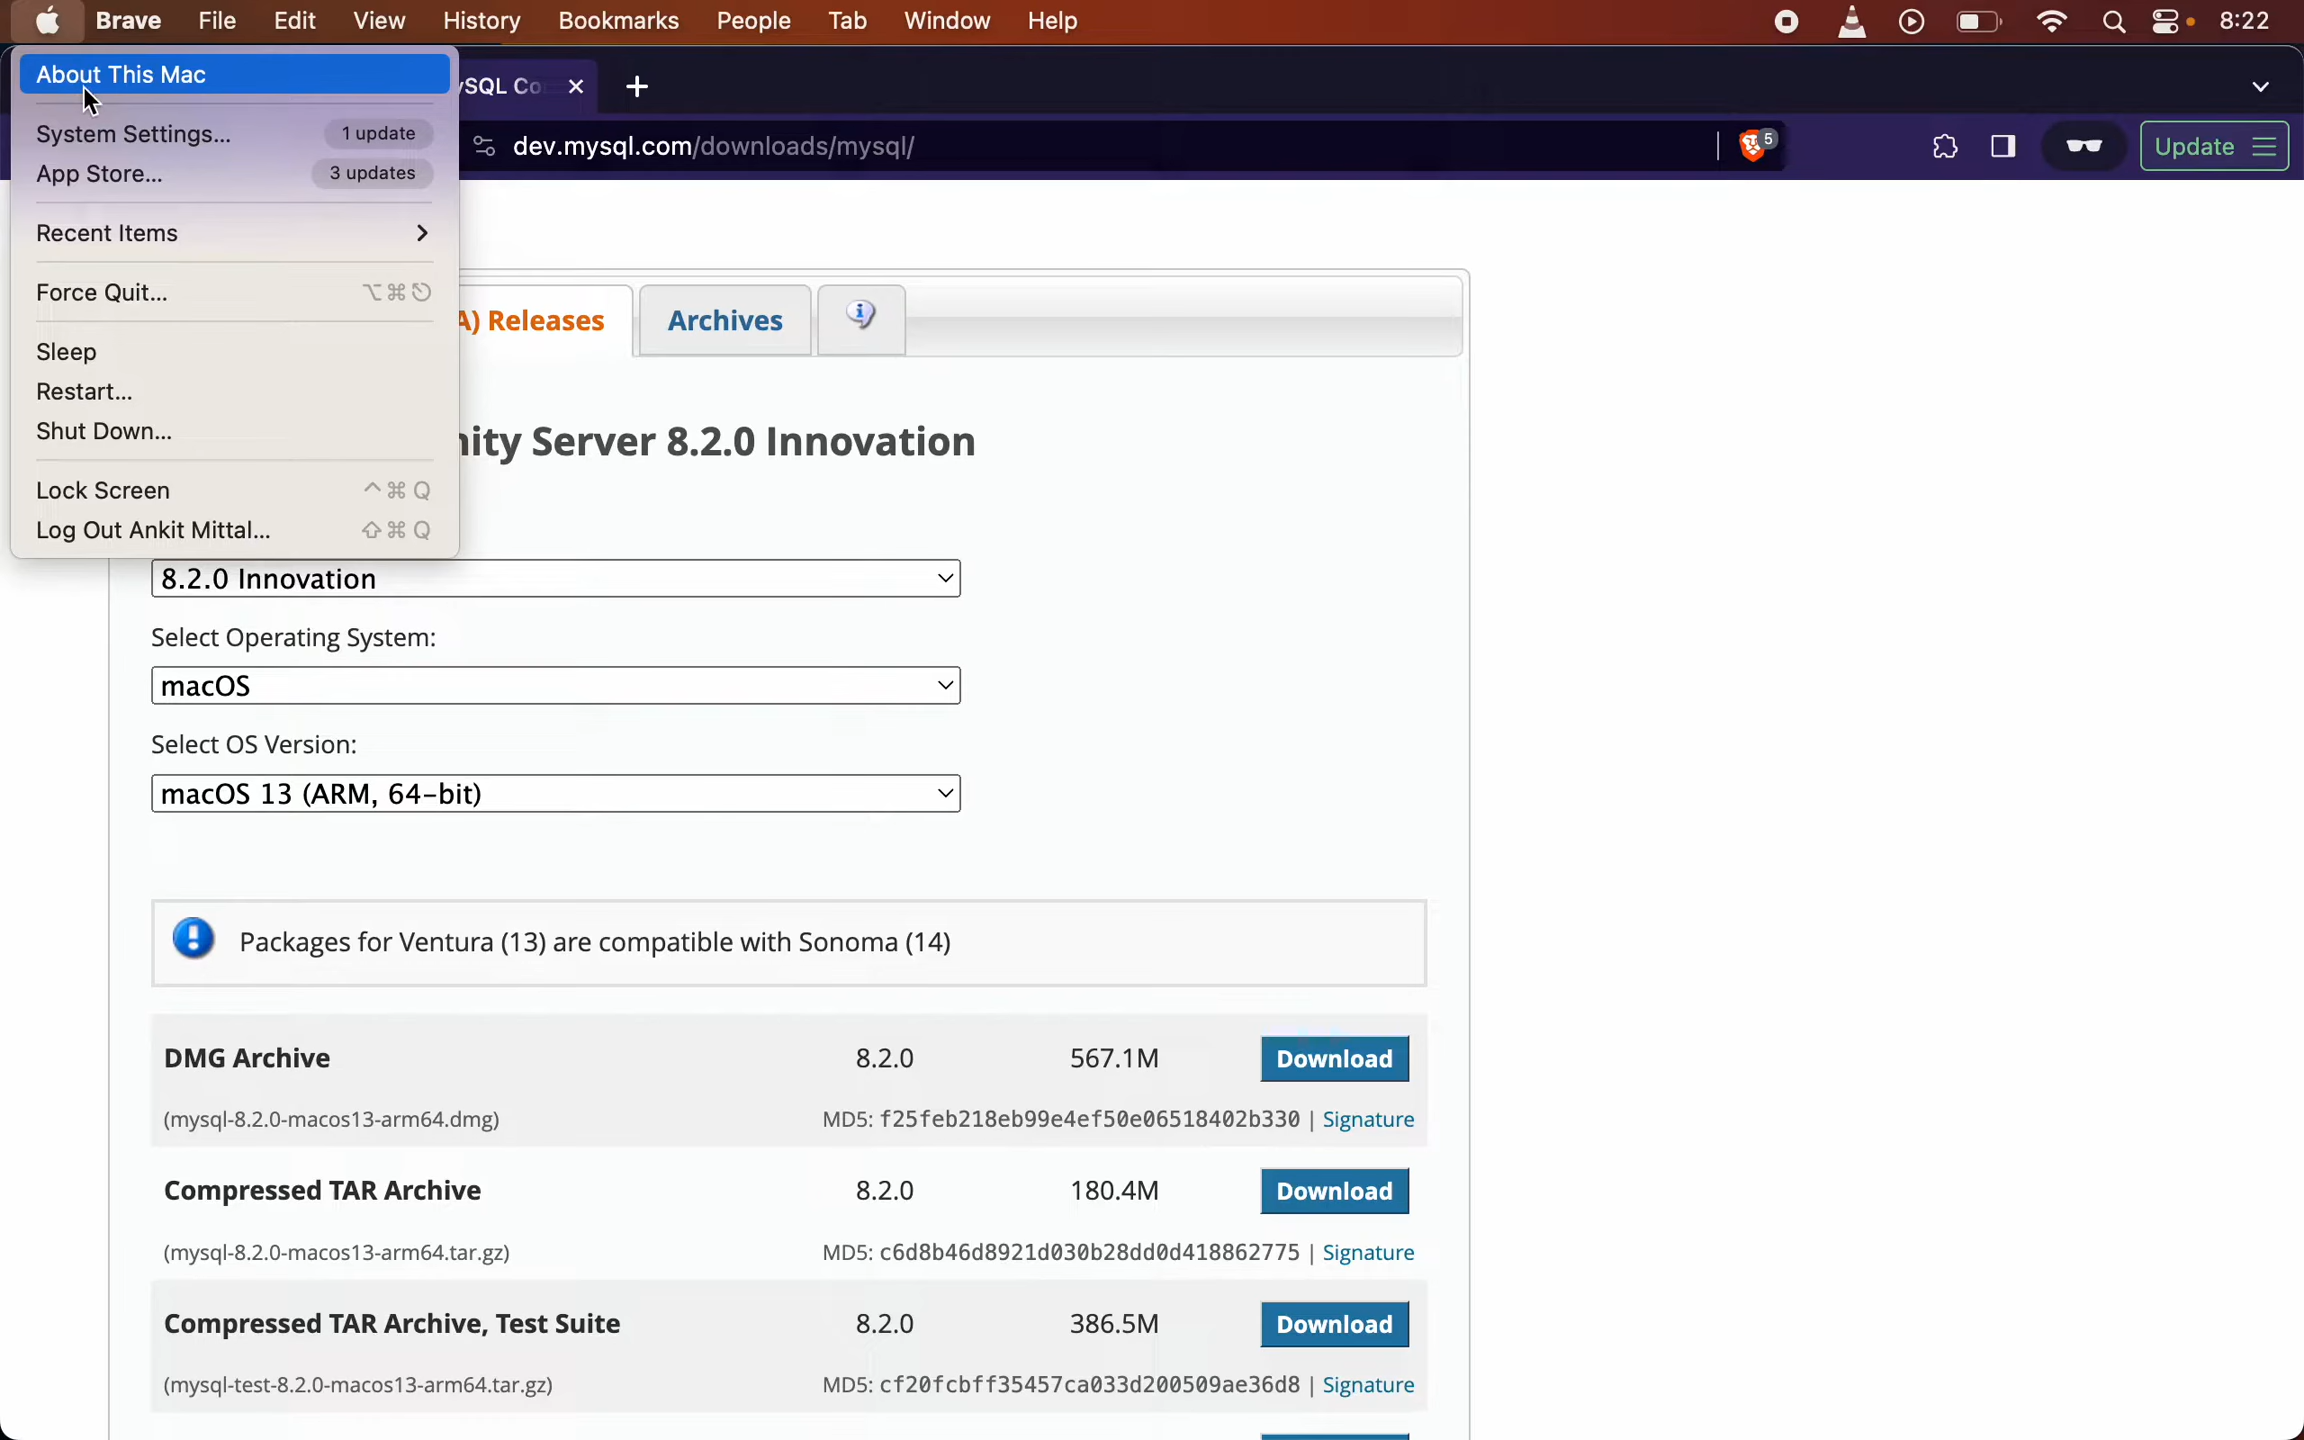 Brave File Edit View History Bookmarks People Tab Window Help 8:22
About This Mac
System Settings... 1 update
App Store... 3 updates
Recent Items
Force Quit... ⌥⌘⎋
Sleep
Restart...
Shut Down...
Lock Screen ^⌘Q
Log Out Ankit Mittal... ⇧⌘Q
ySQL Co
dev.mysql.com/downloads/mysql/ 5 Update
A) Releases Archives
nity Server 8.2.0 Innovation
8.2.0 Innovation
Select Operating System:
macOS
Select OS Version:
macOS 13 (ARM, 64-bit)
Packages for Ventura (13) are compatible with Sonoma (14)
DMG Archive 8.2.0 567.1M Download
(mysql-8.2.0-macos13-arm64.dmg) MD5: f25feb218eb99e4ef50e06518402b330 | Signature
Compressed TAR Archive 8.2.0 180.4M Download
(mysql-8.2.0-macos13-arm64.tar.gz) MD5: c6d8b46d8921d030b28dd0d418862775 | Signature
Compressed TAR Archive, Test Suite 8.2.0 386.5M Download
(mysql-test-8.2.0-macos13-arm64.tar.gz) MD5: cf20fcbff35457ca033d200509ae36d8 | Signature